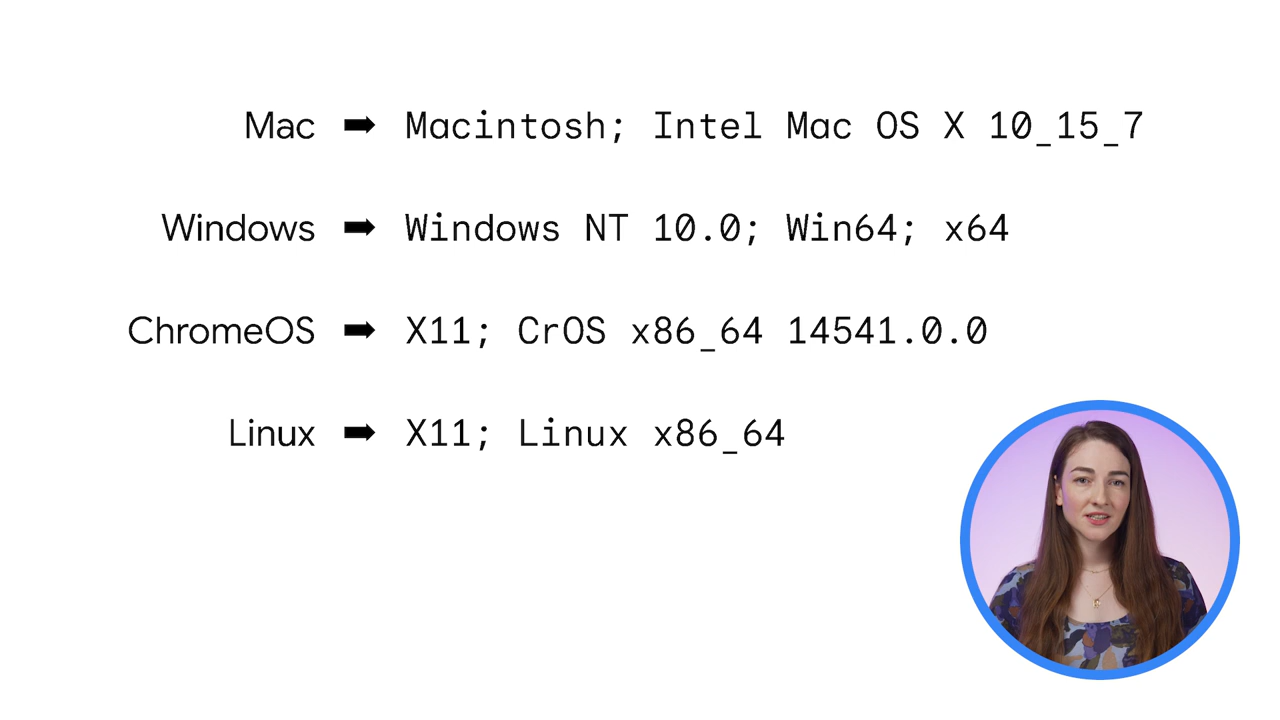 Mac ➡ Macintosh; Intel Mac OS X 10_15_7
Windows ➡ Windows NT 10.0; Win64; x64
ChromeOS ➡ X11; CrOS x86_64 14541.0.0
Linux ➡ X11; Linux x86_64